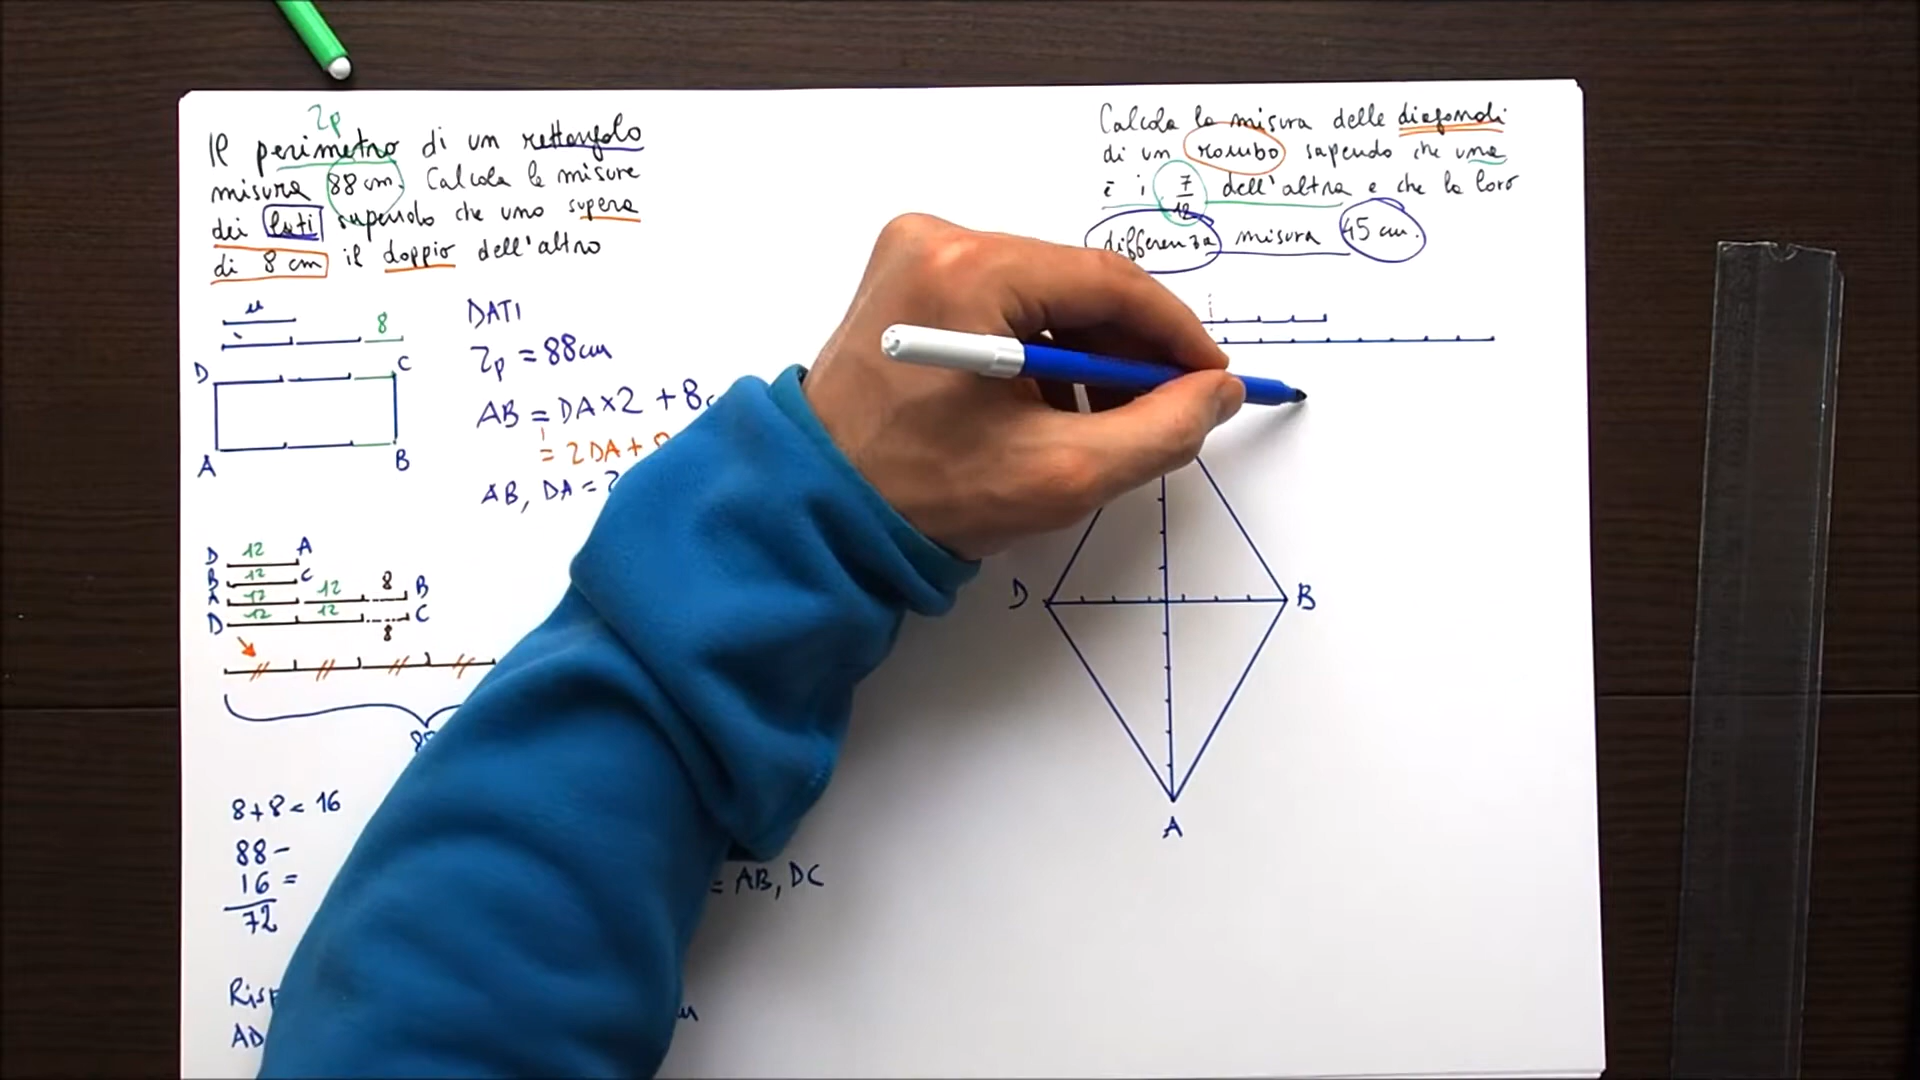 2p
Il perimetro di un rettangolo
misura 88 cm. Calcola le misure
dei lati sapendo che uno supera
di 8 cm il doppio dell'altro
u
8
D
C
A
B
DATI
2p = 88 cm
AB = DA×2 + 8
= 2DA +
AB, DA = ?
D 12 A
B 12 C
A 12 12 8 B
D 12 12 8 C
8+8 = 16
88 -
16 =
72
= AB, DC
AD
Calcola la misura delle diagonali
di un rombo sapendo che una
è i 7/12 dell'altra e che la loro
differenza misura 45 cm.
D
B
A